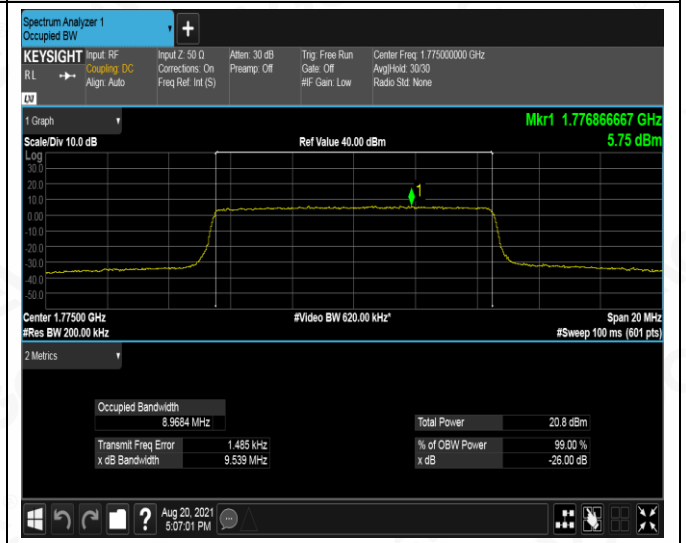 Spectrum Analyzer 1
Occupied BW
+
KEYSIGHT
RL
LXI
Input: RF
Coupling: DC
Align: Auto
Input Z: 50 Ω
Corrections: On
Freq Ref: Int (S)
Atten: 30 dB
Preamp: Off
Trig: Free Run
Gate: Off
#IF Gain: Low
Center Freq: 1.775000000 GHz
Avg|Hold: 30/30
Radio Std: None
1 Graph
Mkr1 1.776866667 GHz
5.75 dBm
Scale/Div 10.0 dB
Ref Value 40.00 dBm
Log
30.0
20.0
10.0
0.00
-10.0
-20.0
-30.0
-40.0
-50.0
1
Center 1.77500 GHz
#Video BW 620.00 kHz*
Span 20 MHz
#Res BW 200.00 kHz
#Sweep 100 ms (601 pts)
2 Metrics
Occupied Bandwidth
8.9684 MHz
Total Power 20.8 dBm
Transmit Freq Error 1.485 kHz
% of OBW Power 99.00 %
x dB Bandwidth 9.539 MHz
x dB -26.00 dB
?
Aug 20, 2021
5:07:01 PM